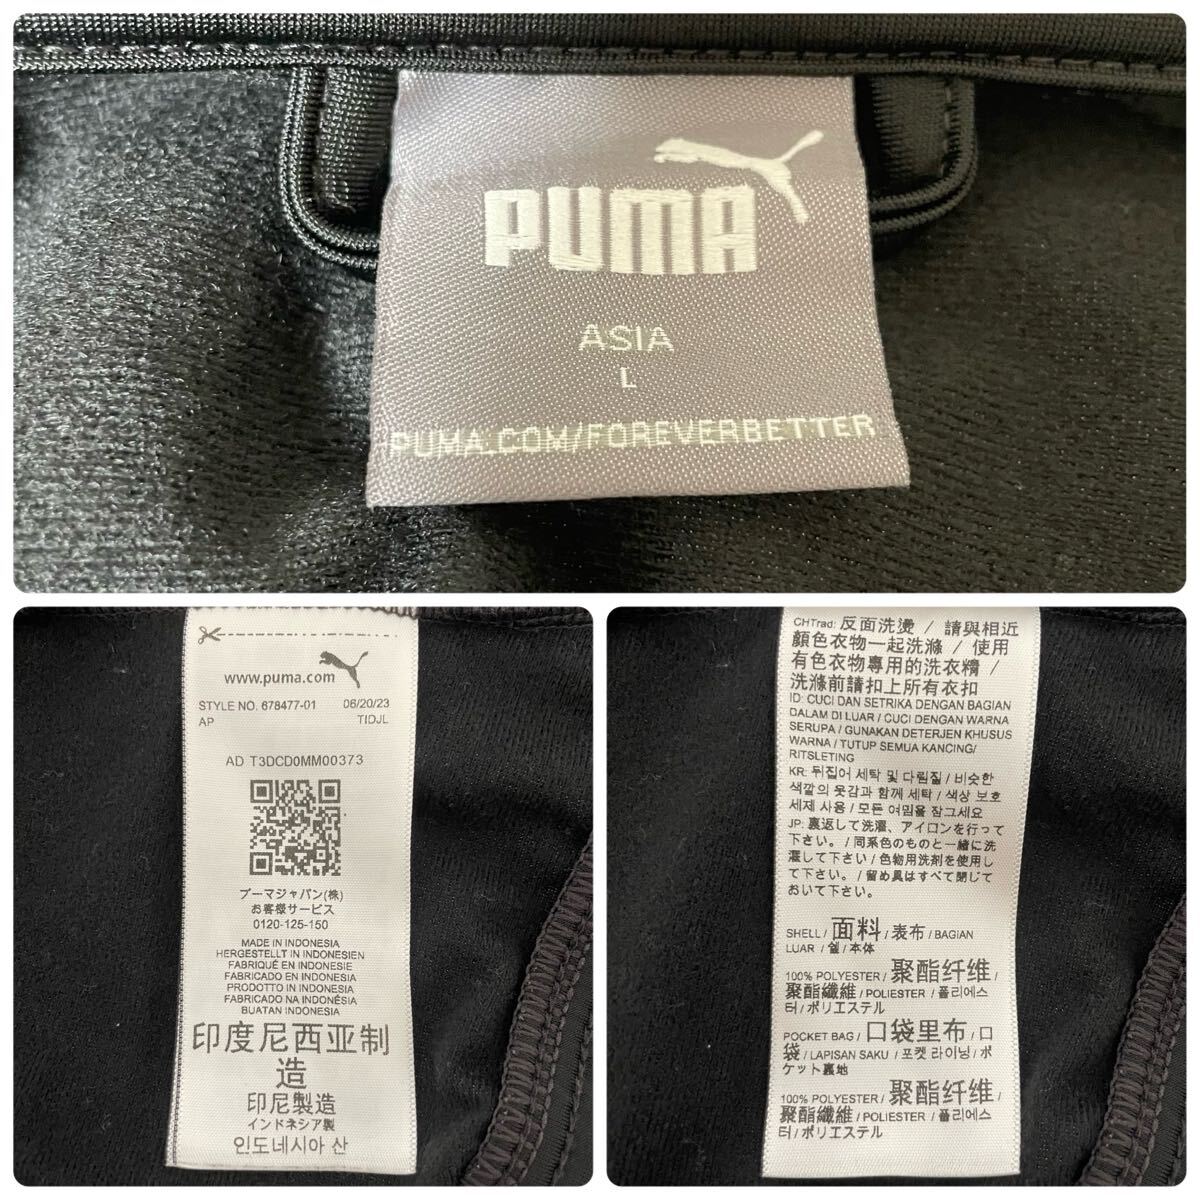 PUMA
ASIA
L
PUMA.COM/FOREVERBETTER
www.puma.com
STYLE NO. 678477-01 06/20/23
AP TIDJL
AD T3DCD0MM00373
プーマジャパン(株)
お客様サービス
0120-125-150
MADE IN INDONESIA
HERGESTELLT IN INDONESIEN
FABRIQUÉ EN INDONESIE
FABRICADO EN INDONESIA
PRODOTTO IN INDONESIA
FABRICADO NA INDONÉSIA
BUATAN INDONESIA
印度尼西亚制
造
印尼製造
インドネシア製
인도네시아 산
CHTrad: 反面洗燙 / 請與相近
顏色衣物一起洗滌 / 使用
有色衣物專用的洗衣精 /
洗滌前請扣上所有衣扣
ID: CUCI DAN SETRIKA DENGAN BAGIAN
DALAM DI LUAR / CUCI DENGAN WARNA
SERUPA / GUNAKAN DETERJEN KHUSUS
WARNA / TUTUP SEMUA KANCING/
RITSLETING
KR: 뒤집어 세탁 및 다림질 / 비슷한
색깔의 옷감과 함께 세탁 / 색상 보호
세제 사용 / 모든 여밈을 잠그세요
JP: 裏返して洗濯、アイロンを行って
下さい。/ 同系色のものと一緒に洗
濯して下さい / 色物用洗剤を使用し
て下さい。/ 留め具はすべて閉じて
おいて下さい。
SHELL / 面料 / 表布 / BAGIAN
LUAR / 쉘 / 本体
100% POLYESTER / 聚酯纤维 /
聚酯纖維 / POLIESTER / 폴리에스
터 / ポリエステル
POCKET BAG / 口袋里布 / 口
袋 / LAPISAN SAKU / 포켓 라이닝 / ポ
ケット裏地
100% POLYESTER / 聚酯纤维 /
聚酯纖維 / POLIESTER / 폴리에스
터 / ポリエステル